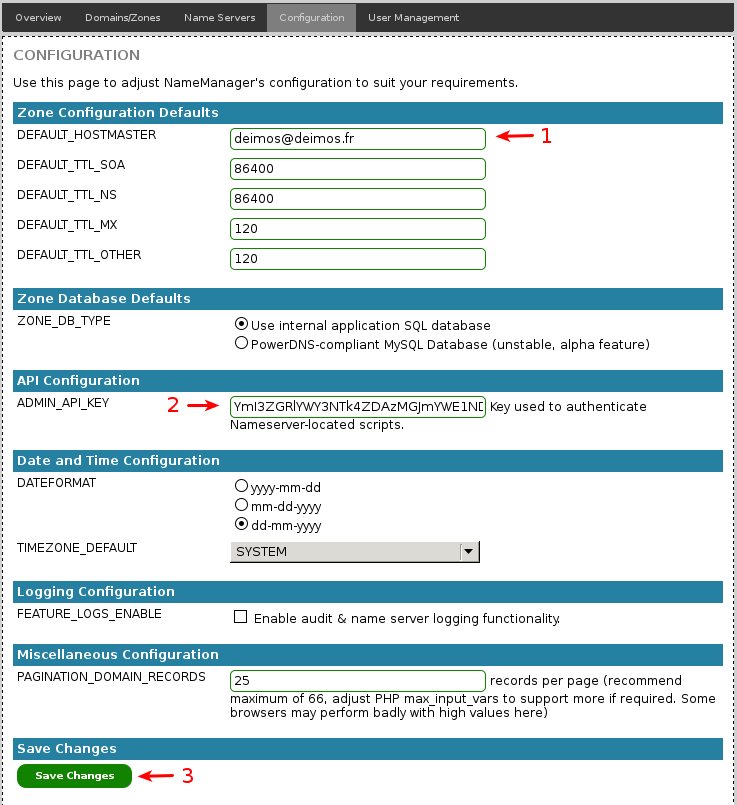 Overview Domains/Zones Name Servers Configuration User Management
CONFIGURATION
Use this page to adjust NameManager's configuration to suit your requirements.
Zone Configuration Defaults
DEFAULT_HOSTMASTER deimos@deimos.fr 1
DEFAULT_TTL_SOA 86400
DEFAULT_TTL_NS 86400
DEFAULT_TTL_MX 120
DEFAULT_TTL_OTHER 120
Zone Database Defaults
ZONE_DB_TYPE Use internal application SQL database
PowerDNS-compliant MySQL Database (unstable, alpha feature)
API Configuration
ADMIN_API_KEY 2 Key used to authenticate
Nameserver-located scripts.
Date and Time Configuration
DATEFORMAT yyyy-mm-dd
mm-dd-yyyy
dd-mm-yyyy
TIMEZONE_DEFAULT SYSTEM
Logging Configuration
FEATURE_LOGS_ENABLE Enable audit & name server logging functionality.
Miscellaneous Configuration
PAGINATION_DOMAIN_RECORDS 25 records per page (recommend
maximum of 66, adjust PHP max_input_vars to support more if required. Some
browsers may perform badly with high values here)
Save Changes
Save Changes 3